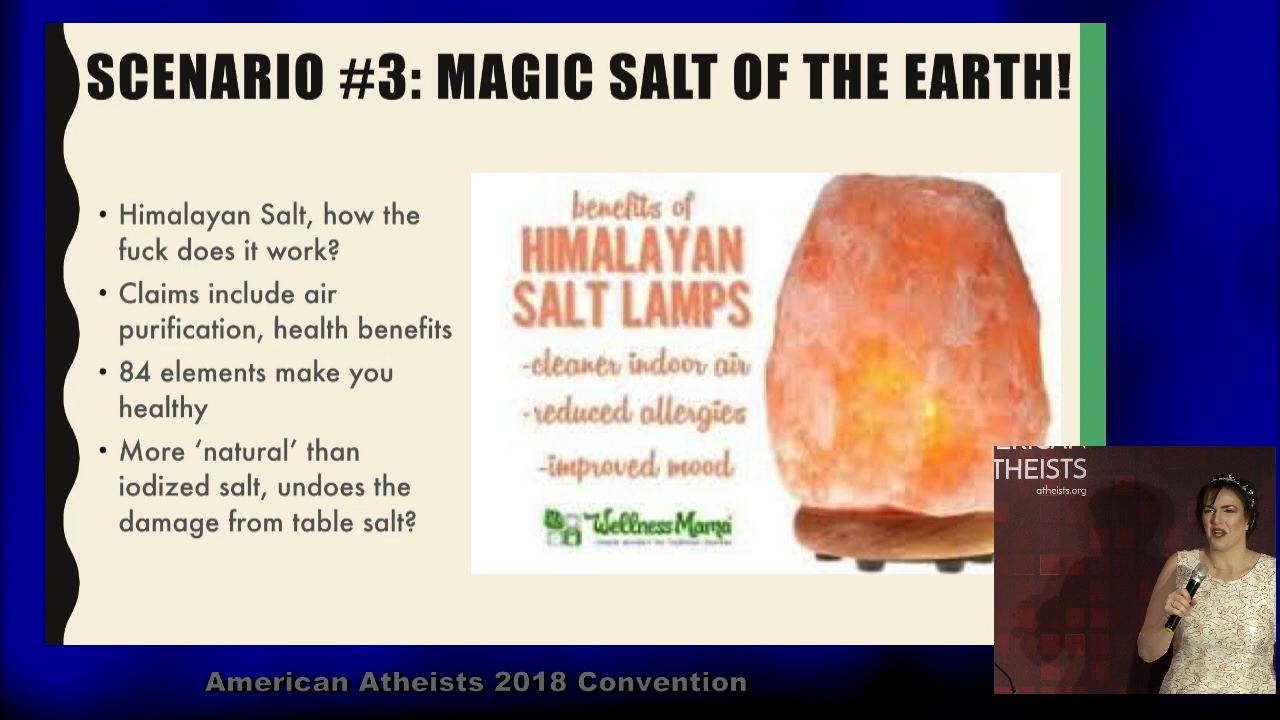 SCENARIO #3: MAGIC SALT OF THE EARTH!
• Himalayan Salt, how the
fuck does it work?
• Claims include air
purification, health benefits
• 84 elements make you
healthy
• More ‘natural’ than
iodized salt, undoes the
damage from table salt?
benefits of
HIMALAYAN
SALT LAMPS
-cleaner indoor air
-reduced allergies
-improved mood
Wellness Mama
THEISTS
atheists.org
American Atheists 2018 Convention